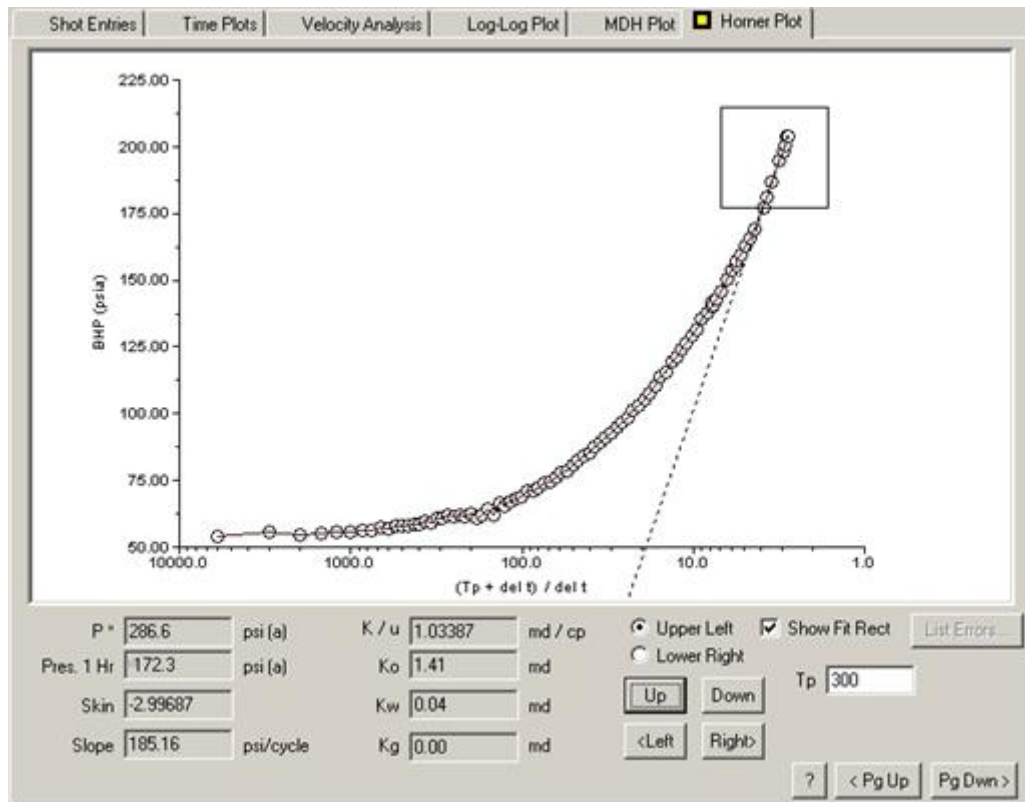 Shot Entries Time Plots Velocity Analysis Log-Log Plot MDH Plot Horner Plot
225.00
200.00
175.00
150.00
125.00
100.00
75.00
50.00
BHP (psia)
10000.0 1000.0 100.0 10.0 1.0
(Tp + del t) / del t
P * 286.6 psi (a) K / u 1.03387 md / cp Upper Left Show Fit Rect List Errors...
Pres. 1 Hr -172.3 psi (a) Ko 1.41 md Lower Right Tp 300
Skin -2.99687 Kw 0.04 md Up Down
Slope 185.16 psi/cycle Kg 0.00 md <Left Right>
? < Pg Up Pg Dwn >